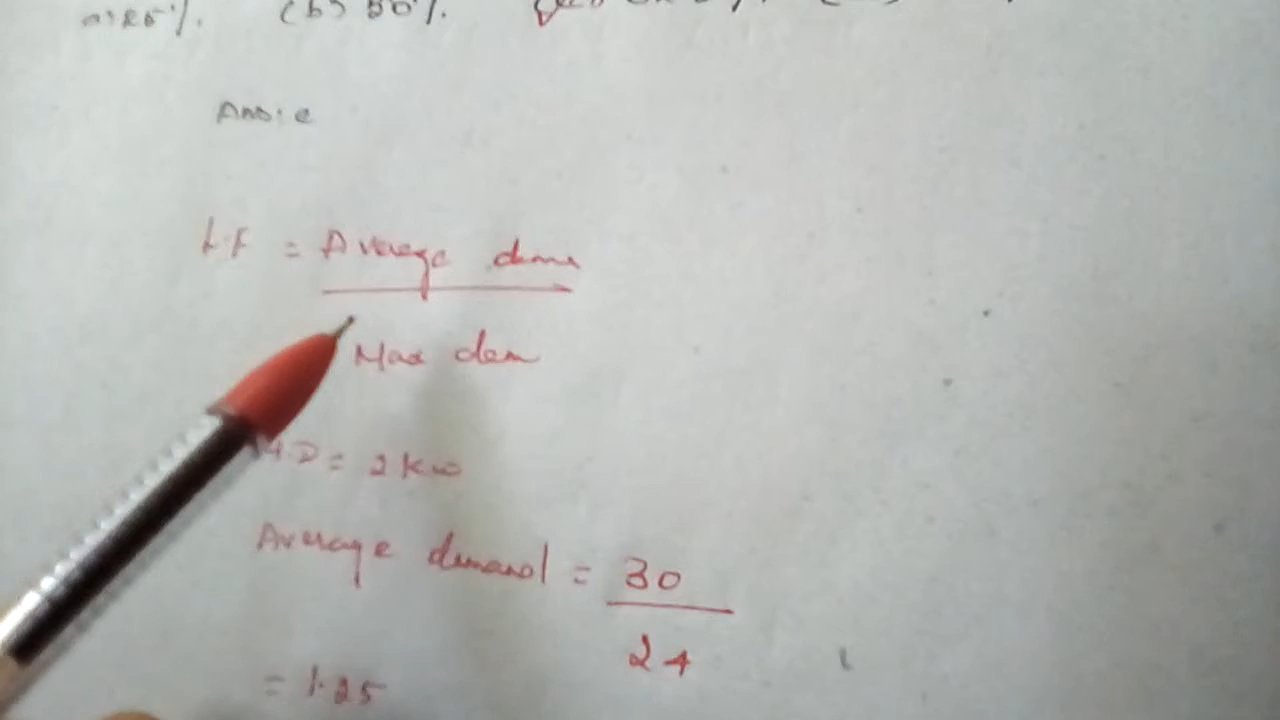 (b) 50%.
Ans: c
L.F = Average dem
Max dem
M.D = 2 kw
Average demand = 30
24
= 1.25